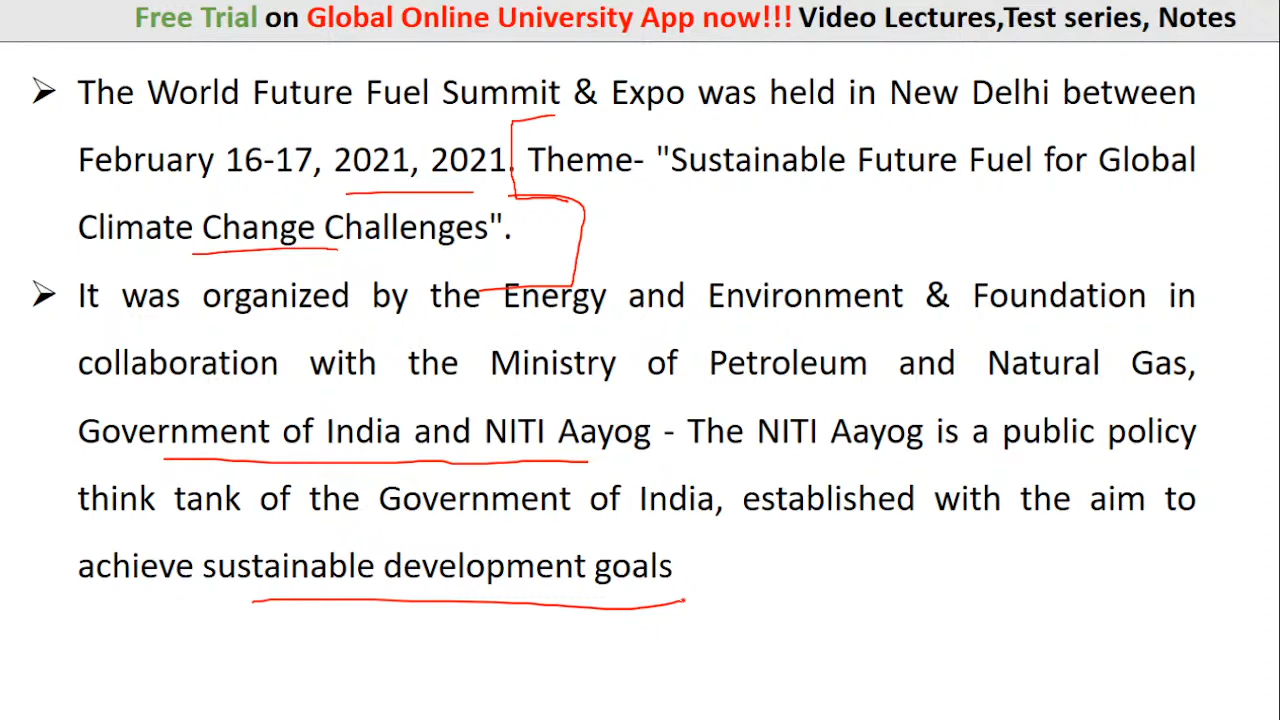 Free Trial on Global Online University App now!!! Video Lectures,Test series, Notes
➢ The World Future Fuel Summit & Expo was held in New Delhi between
February 16-17, 2021, 2021. Theme- "Sustainable Future Fuel for Global
Climate Change Challenges".
➢ It was organized by the Energy and Environment & Foundation in
collaboration with the Ministry of Petroleum and Natural Gas,
Government of India and NITI Aayog - The NITI Aayog is a public policy
think tank of the Government of India, established with the aim to
achieve sustainable development goals